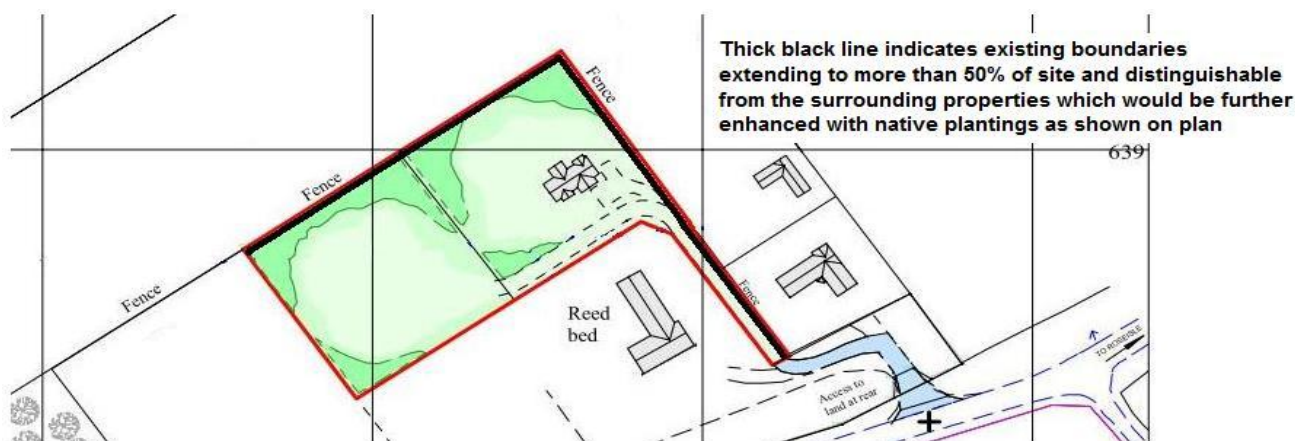 Thick black line indicates existing boundaries
extending to more than 50% of site and distinguishable
from the surrounding properties which would be further
enhanced with native plantings as shown on plan
639
Fence
Fence
Fence
Fence
Reed
bed
Access to
land at rear
TO ROSEISLE